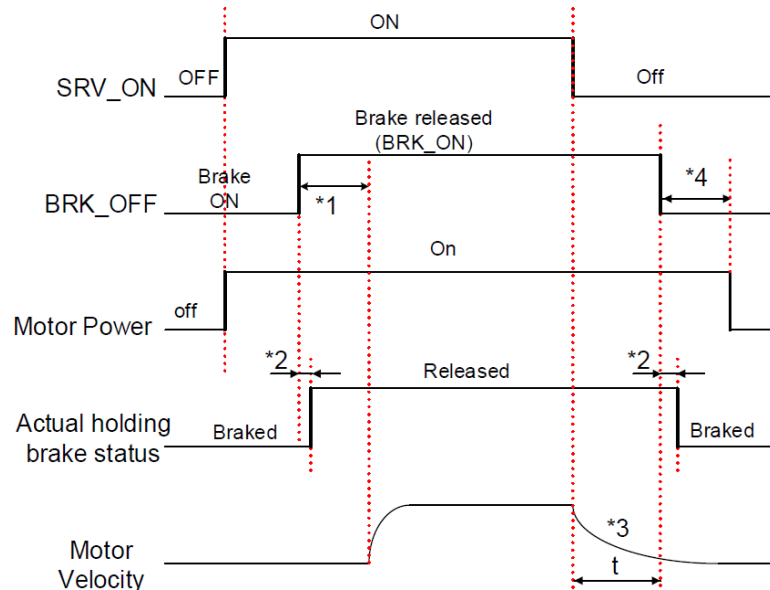 ON
SRV_ON
OFF
Off
Brake released
(BRK_ON)
BRK_OFF
Brake
ON
*1
*4
On
Motor Power
off
*2
Released
*2
Actual holding
brake status
Braked
Braked
Motor
Velocity
*3
t